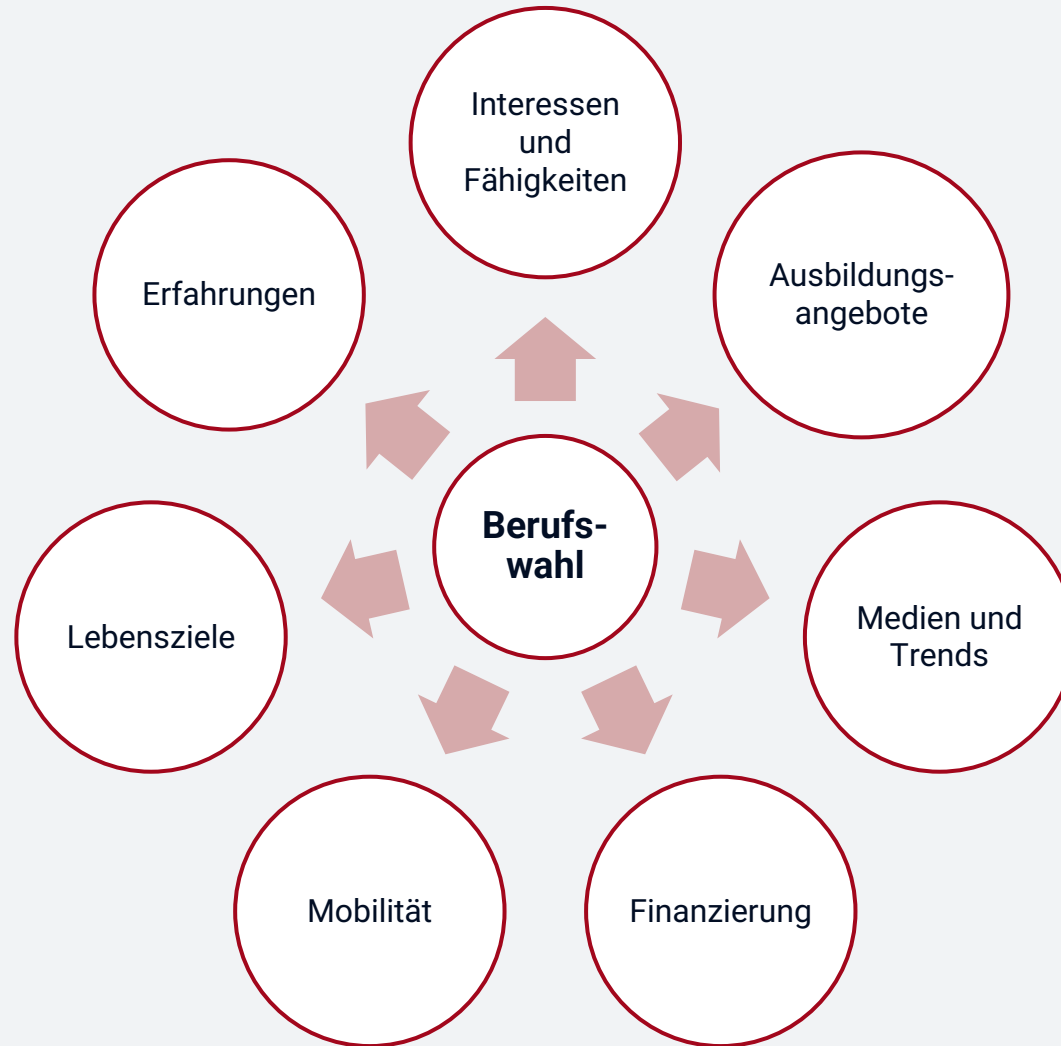 Interessen
und
Fähigkeiten
Ausbildungs-
angebote
Medien und
Trends
Finanzierung
Mobilität
Lebensziele
Erfahrungen
Berufs-
wahl